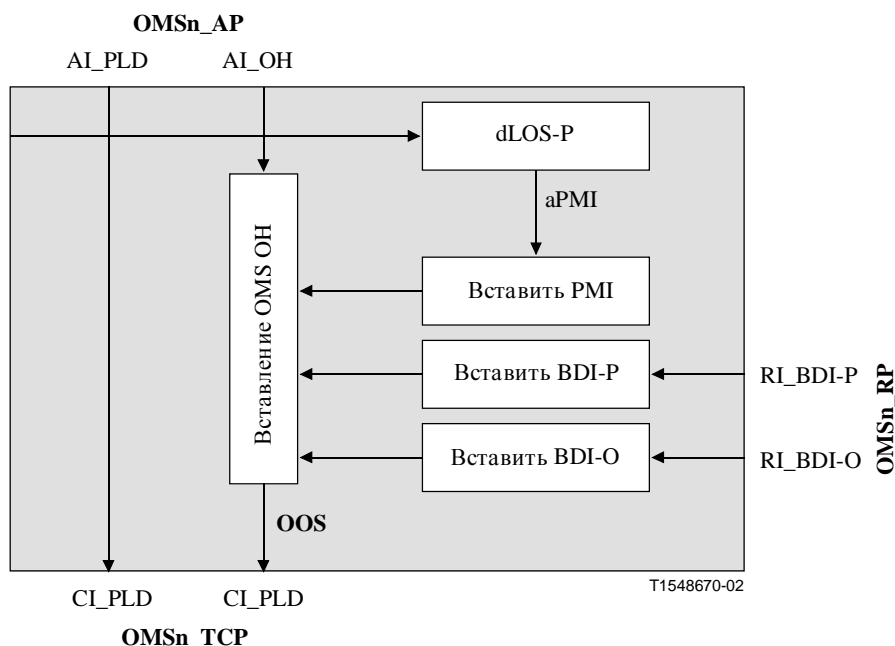 OMSn_AP
AI_PLD AI_OH
dLOS-P
aPMI
Вставление OMS OH
Вставить PMI
Вставить BDI-P
RI_BDI-P
Вставить BDI-O
RI_BDI-O
OMSn_RP
OOS
T1548670-02
CI_PLD CI_PLD
OMSn_TCP